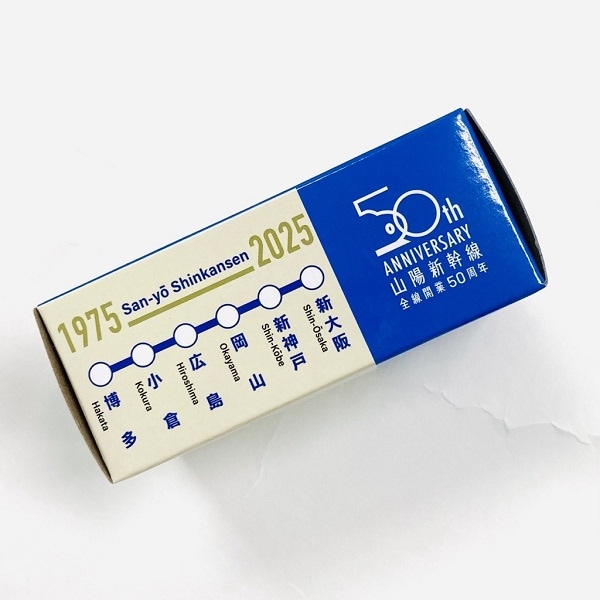 1975 San-yō Shinkansen 2025
博多
Hakata
小倉
Kokura
広島
Hiroshima
岡山
Okayama
新神戸
Shin-Kōbe
新大阪
Shin-Ōsaka
50th
ANNIVERSARY
山陽新幹線
全線開業50周年